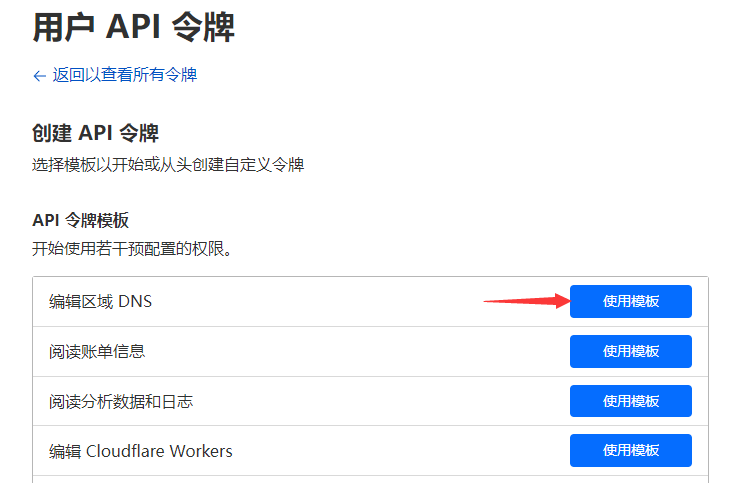 用户 API 令牌
← 返回以查看所有令牌
创建 API 令牌
选择模板以开始或从头创建自定义令牌
API 令牌模板
开始使用若干预配置的权限。
编辑区域 DNS 使用模板
阅读账单信息 使用模板
阅读分析数据和日志 使用模板
编辑 Cloudflare Workers 使用模板